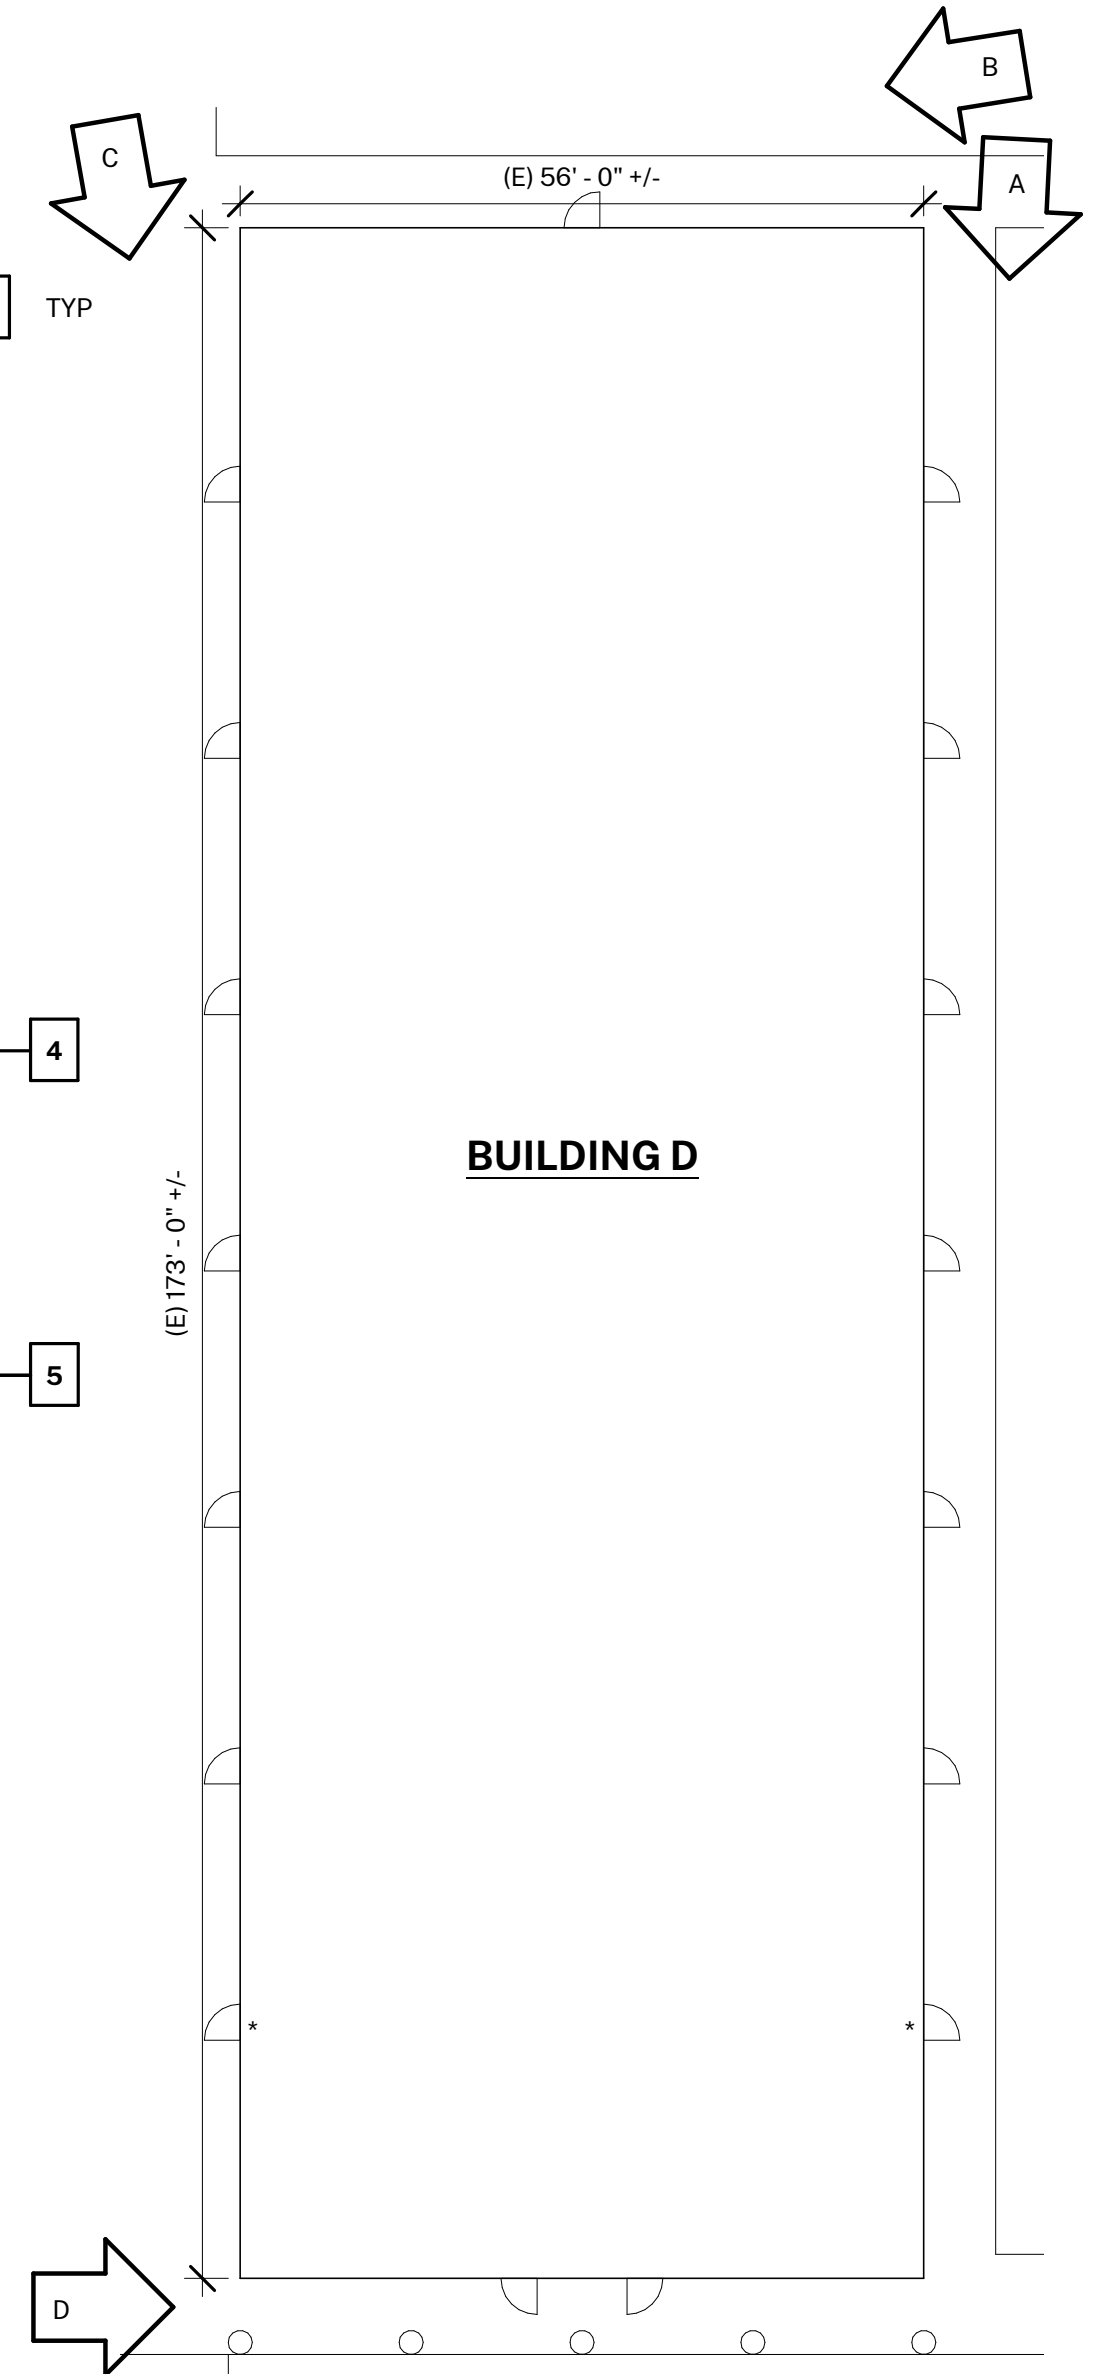 B
C
A
(E) 56' - 0" +/-
TYP
4
BUILDING D
(E) 173' - 0" +/-
5
*
*
D